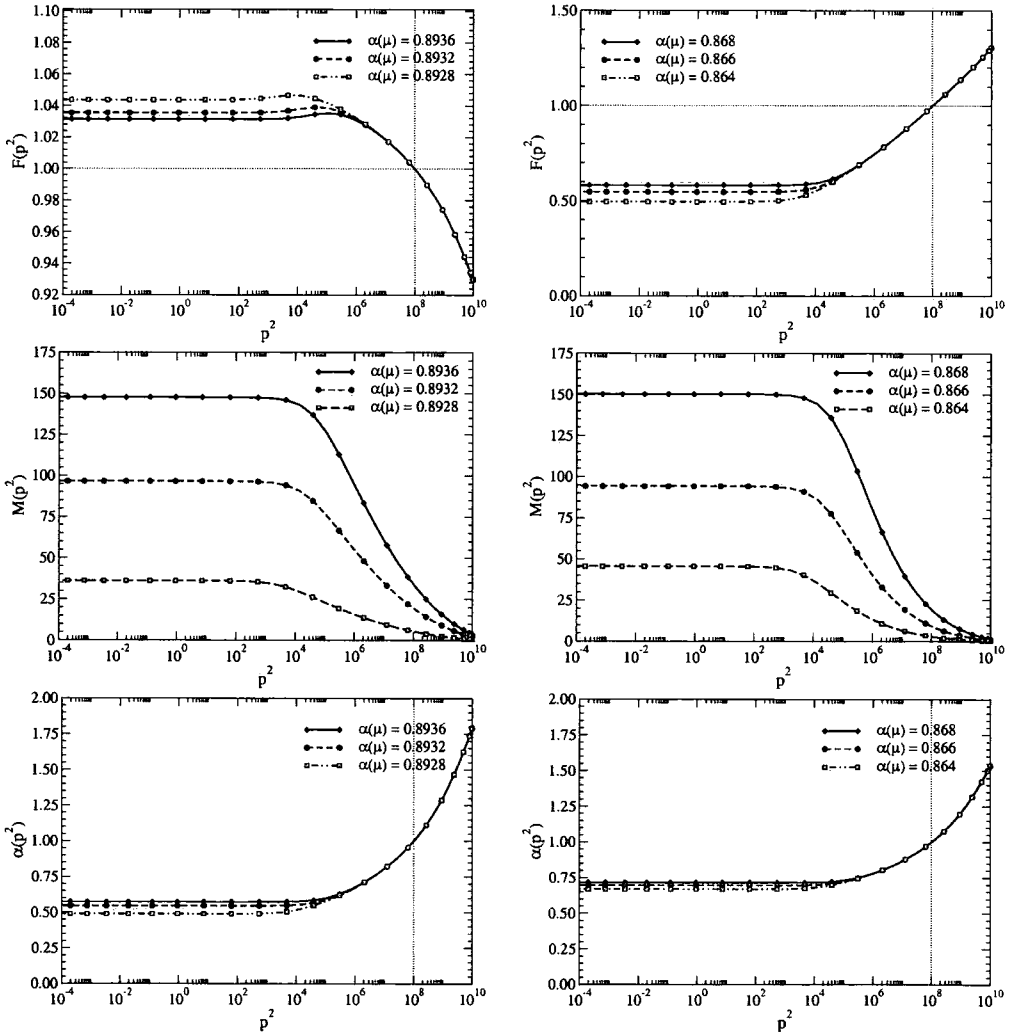 1.10
1.08
1.06
1.04
1.02
1.00
0.98
0.96
0.94
0.92
F(p²)
α(μ) = 0.8936
α(μ) = 0.8932
α(μ) = 0.8928
10⁻⁴ 10⁻² 10⁰ 10² 10⁴ 10⁶ 10⁸ 10¹⁰
p²
1.50
1.00
0.50
0.00
F(p²)
α(μ) = 0.868
α(μ) = 0.866
α(μ) = 0.864
10⁻⁴ 10⁻² 10⁰ 10² 10⁴ 10⁶ 10⁸ 10¹⁰
p²
175
150
125
100
75
50
25
0
M(p²)
α(μ) = 0.8936
α(μ) = 0.8932
α(μ) = 0.8928
10⁻⁴ 10⁻² 10⁰ 10² 10⁴ 10⁶ 10⁸ 10¹⁰
p²
175
150
125
100
75
50
25
0
M(p²)
α(μ) = 0.868
α(μ) = 0.866
α(μ) = 0.864
10⁻⁴ 10⁻² 10⁰ 10² 10⁴ 10⁶ 10⁸ 10¹⁰
p²
2.00
1.75
1.50
1.25
1.00
0.75
0.50
0.25
0.00
α(p²)
α(μ) = 0.8936
α(μ) = 0.8932
α(μ) = 0.8928
10⁻⁴ 10⁻² 10⁰ 10² 10⁴ 10⁶ 10⁸ 10¹⁰
p²
2.00
1.75
1.50
1.25
1.00
0.75
0.50
0.25
0.00
α(p²)
α(μ) = 0.868
α(μ) = 0.866
α(μ) = 0.864
10⁻⁴ 10⁻² 10⁰ 10² 10⁴ 10⁶ 10⁸ 10¹⁰
p²